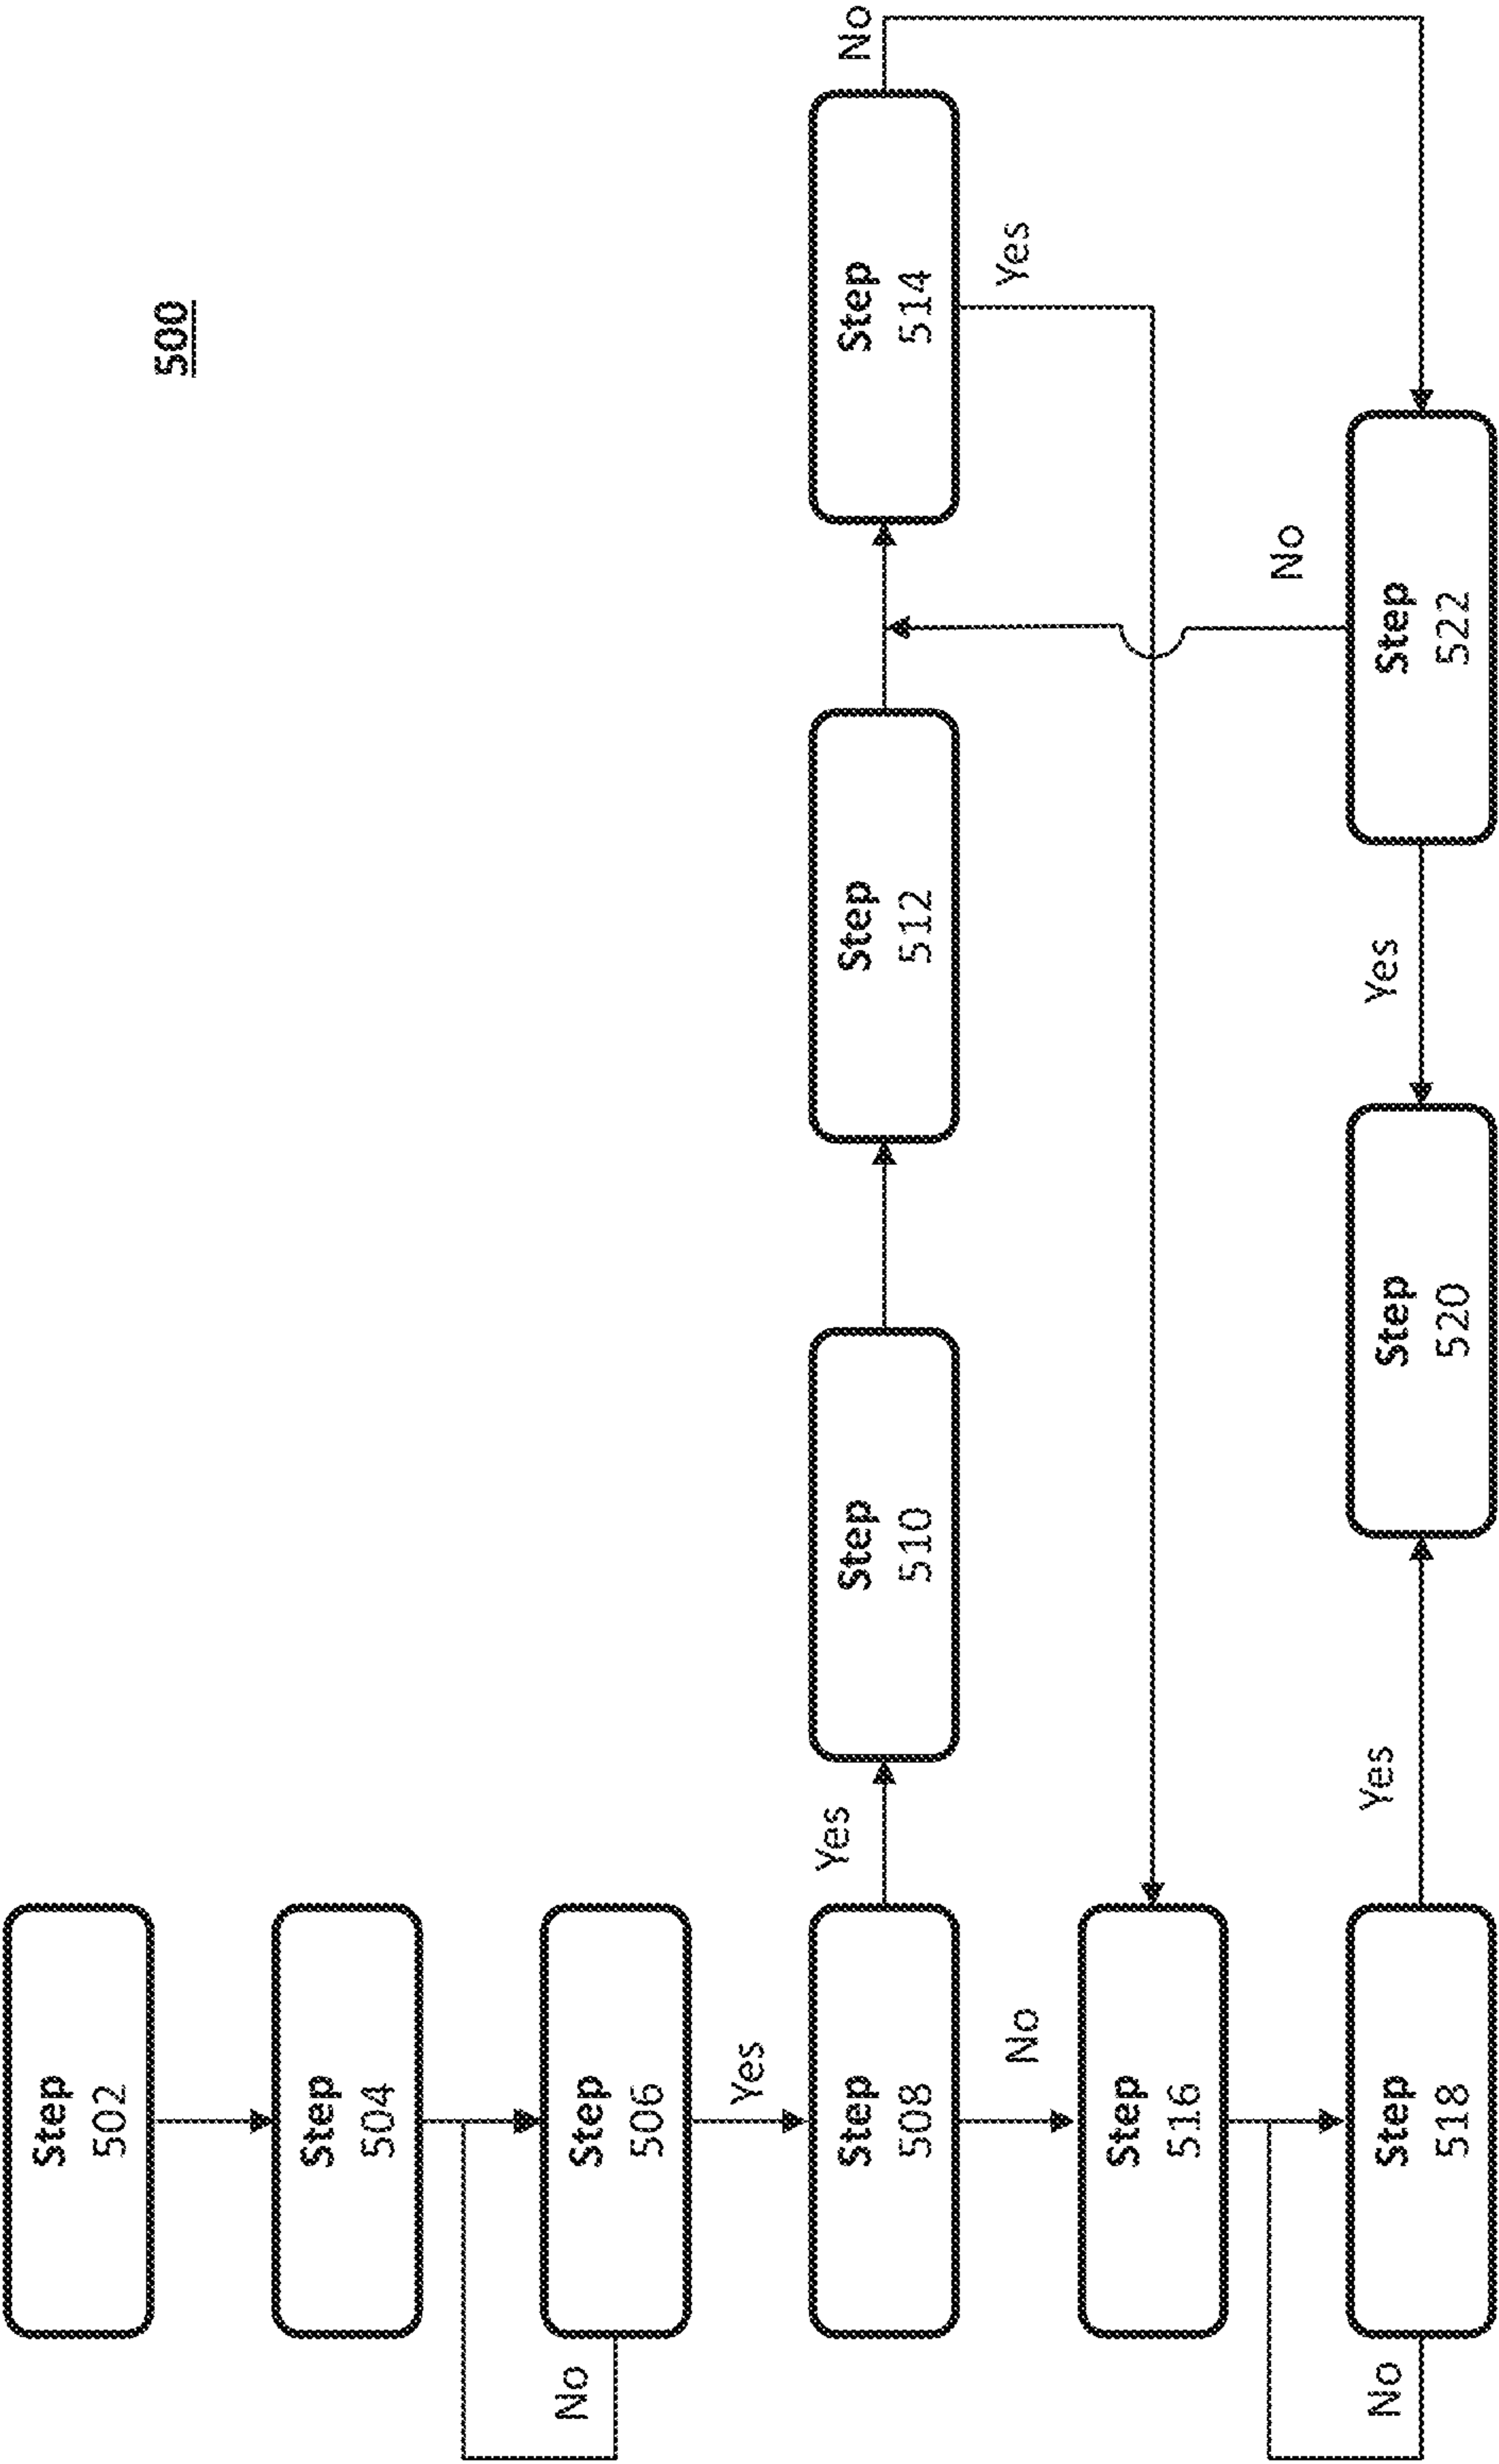 Step
502
500
Step
504
No
Step
506
Yes
Yes
No
Step
508
Step
510
Step
512
Step
514
No
Yes
Step
516
No
No
Yes
Yes
Step
518
Step
520
Step
522